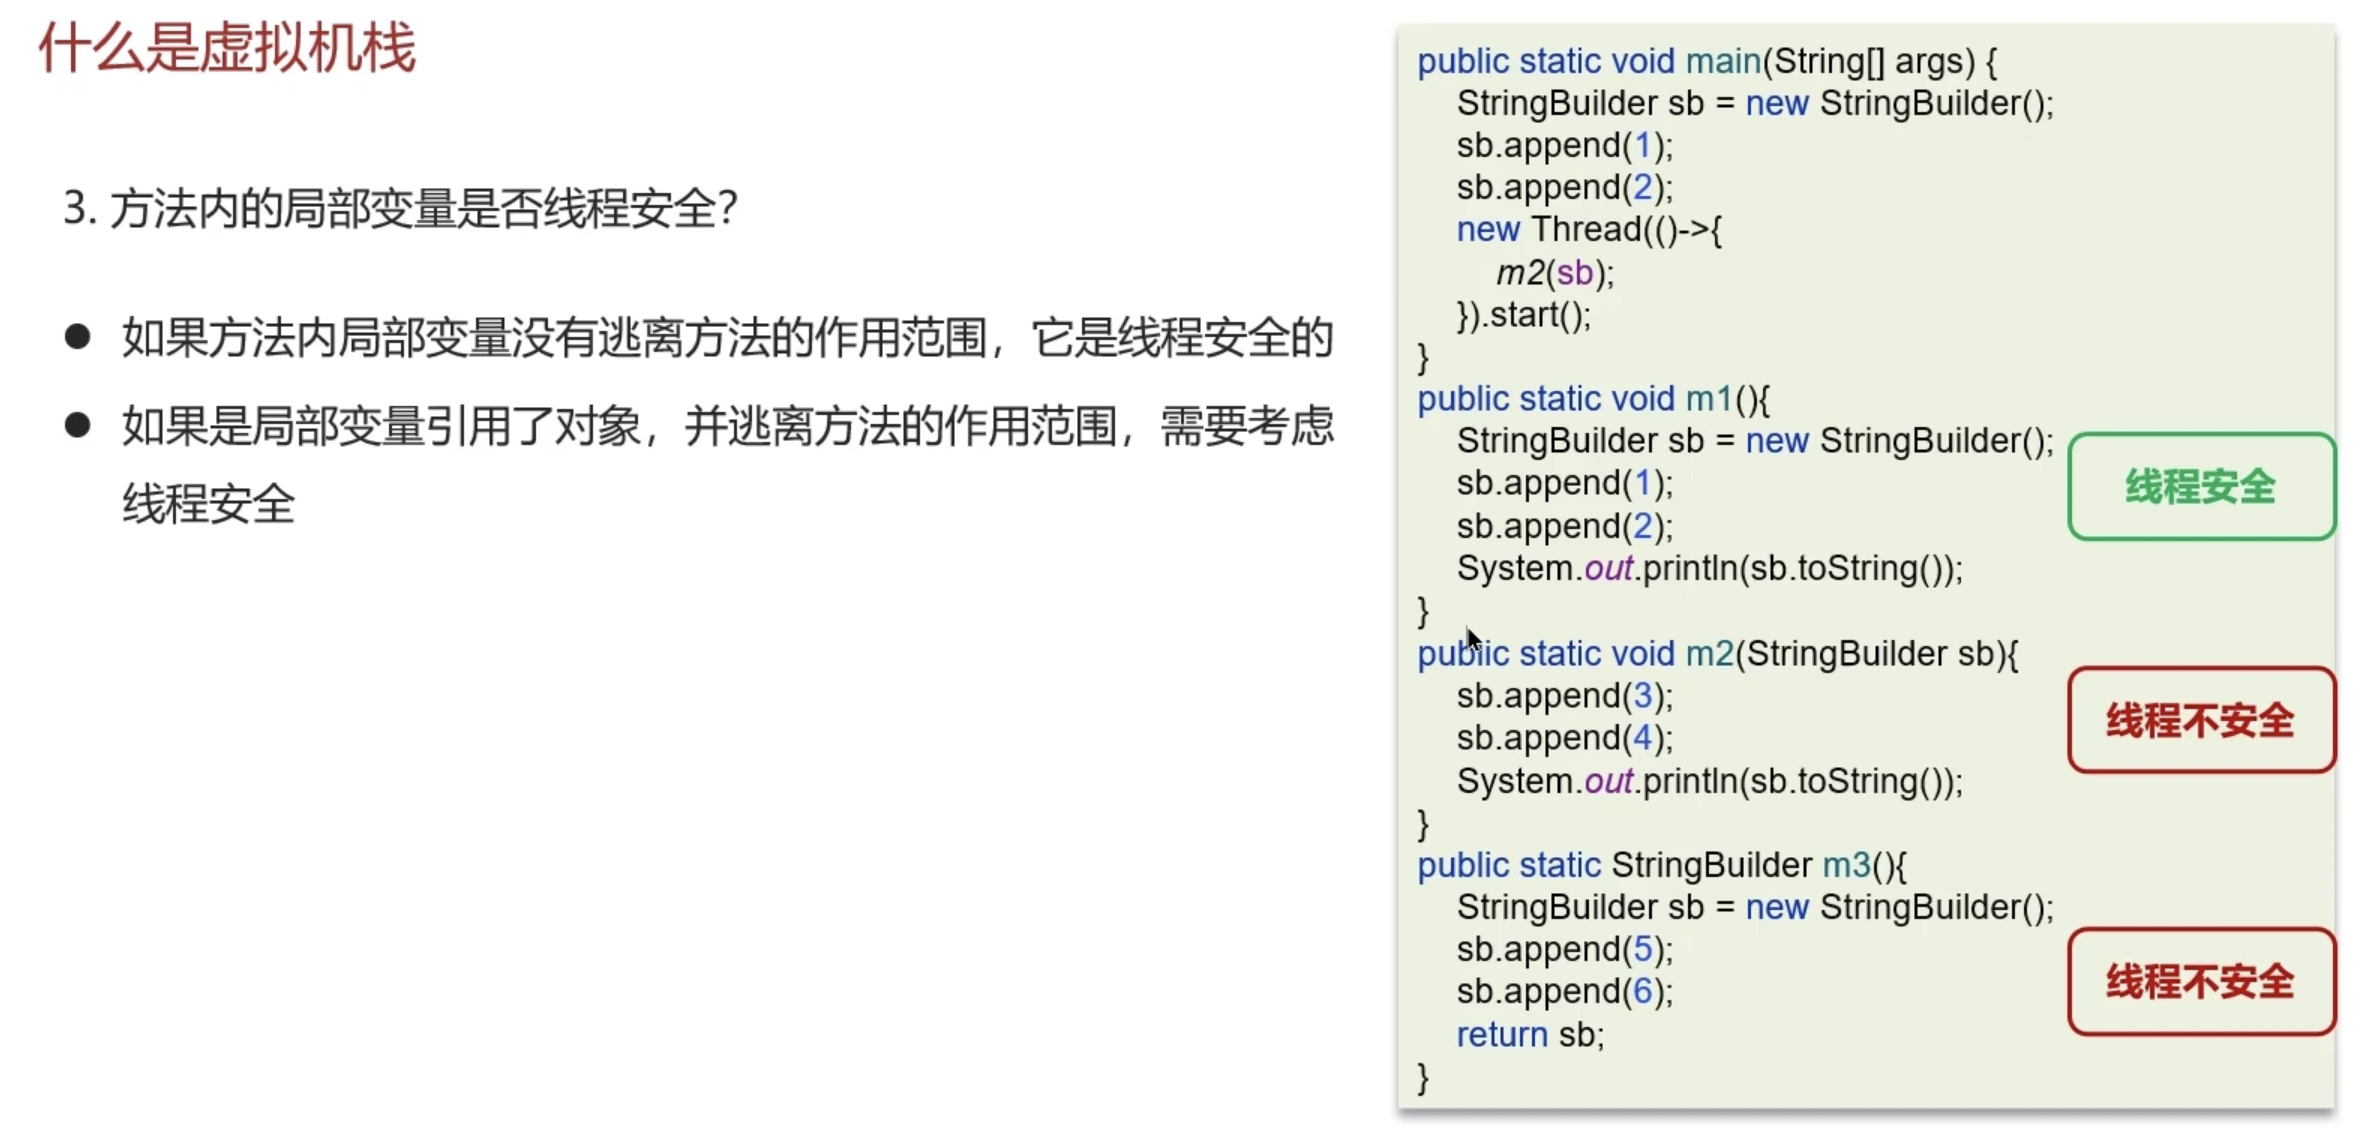 什么是虚拟机栈
3. 方法内的局部变量是否线程安全？
● 如果方法内局部变量没有逃离方法的作用范围，它是线程安全的
● 如果是局部变量引用了对象，并逃离方法的作用范围，需要考虑
线程安全
public static void main(String[] args) {
StringBuilder sb = new StringBuilder();
sb.append(1);
sb.append(2);
new Thread(()->{
m2(sb);
}).start();
}
public static void m1(){
StringBuilder sb = new StringBuilder();
sb.append(1);
sb.append(2);
System.out.println(sb.toString());
}
线程安全
public static void m2(StringBuilder sb){
sb.append(3);
sb.append(4);
System.out.println(sb.toString());
}
线程不安全
public static StringBuilder m3(){
StringBuilder sb = new StringBuilder();
sb.append(5);
sb.append(6);
return sb;
}
线程不安全